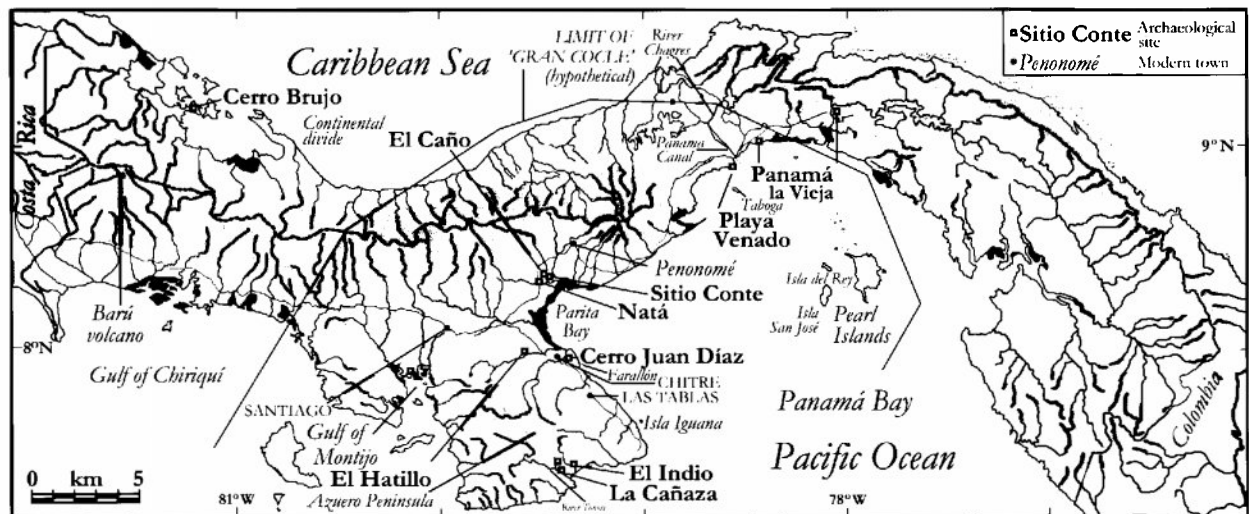 Sitio Conte Archaeological site
Penonomé Modern town
Caribbean Sea
LIMIT OF
'GRAN COCLE'
(hypothetical)
River
Chagres
Costa Rica
Cerro Brujo
Continental
divide
El Caño
9°N
Panama
Canal
Panamá
la Vieja
Taboga
Playa
Venado
Penonomé
Sitio Conte
Natá
Isla del Rey
Isla
San José
Pearl
Islands
Barú
volcano
Parita
Bay
8°N
Gulf of Chiriquí
Cerro Juan Díaz
Farallón
CHITRE
LAS TABLAS
Isla Iguana
SANTIAGO
Gulf of
Montijo
Panamá Bay
Colombia
Pacific Ocean
El Hatillo
Azuero Peninsula
El Indio
La Cañaza
0 km 5
81°W
78°W